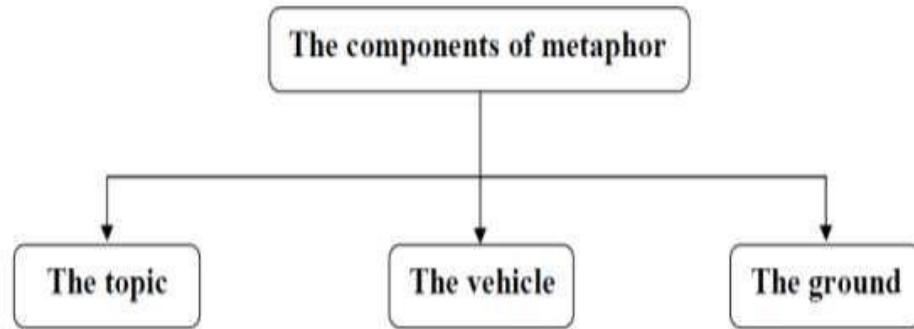 The components of metaphor
The topic
The vehicle
The ground